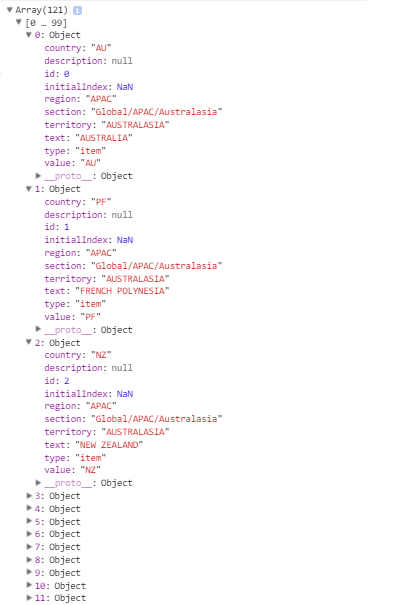 Array(121) i
[0 … 99]
0: Object
country: "AU"
description: null
id: 0
initialIndex: NaN
region: "APAC"
section: "Global/APAC/Australasia"
territory: "AUSTRALASIA"
text: "AUSTRALIA"
type: "item"
value: "AU"
__proto__: Object
1: Object
country: "PF"
description: null
id: 1
initialIndex: NaN
region: "APAC"
section: "Global/APAC/Australasia"
territory: "AUSTRALASIA"
text: "FRENCH POLYNESIA"
type: "item"
value: "PF"
__proto__: Object
2: Object
country: "NZ"
description: null
id: 2
initialIndex: NaN
region: "APAC"
section: "Global/APAC/Australasia"
territory: "AUSTRALASIA"
text: "NEW ZEALAND"
type: "item"
value: "NZ"
__proto__: Object
3: Object
4: Object
5: Object
6: Object
7: Object
8: Object
9: Object
10: Object
11: Object